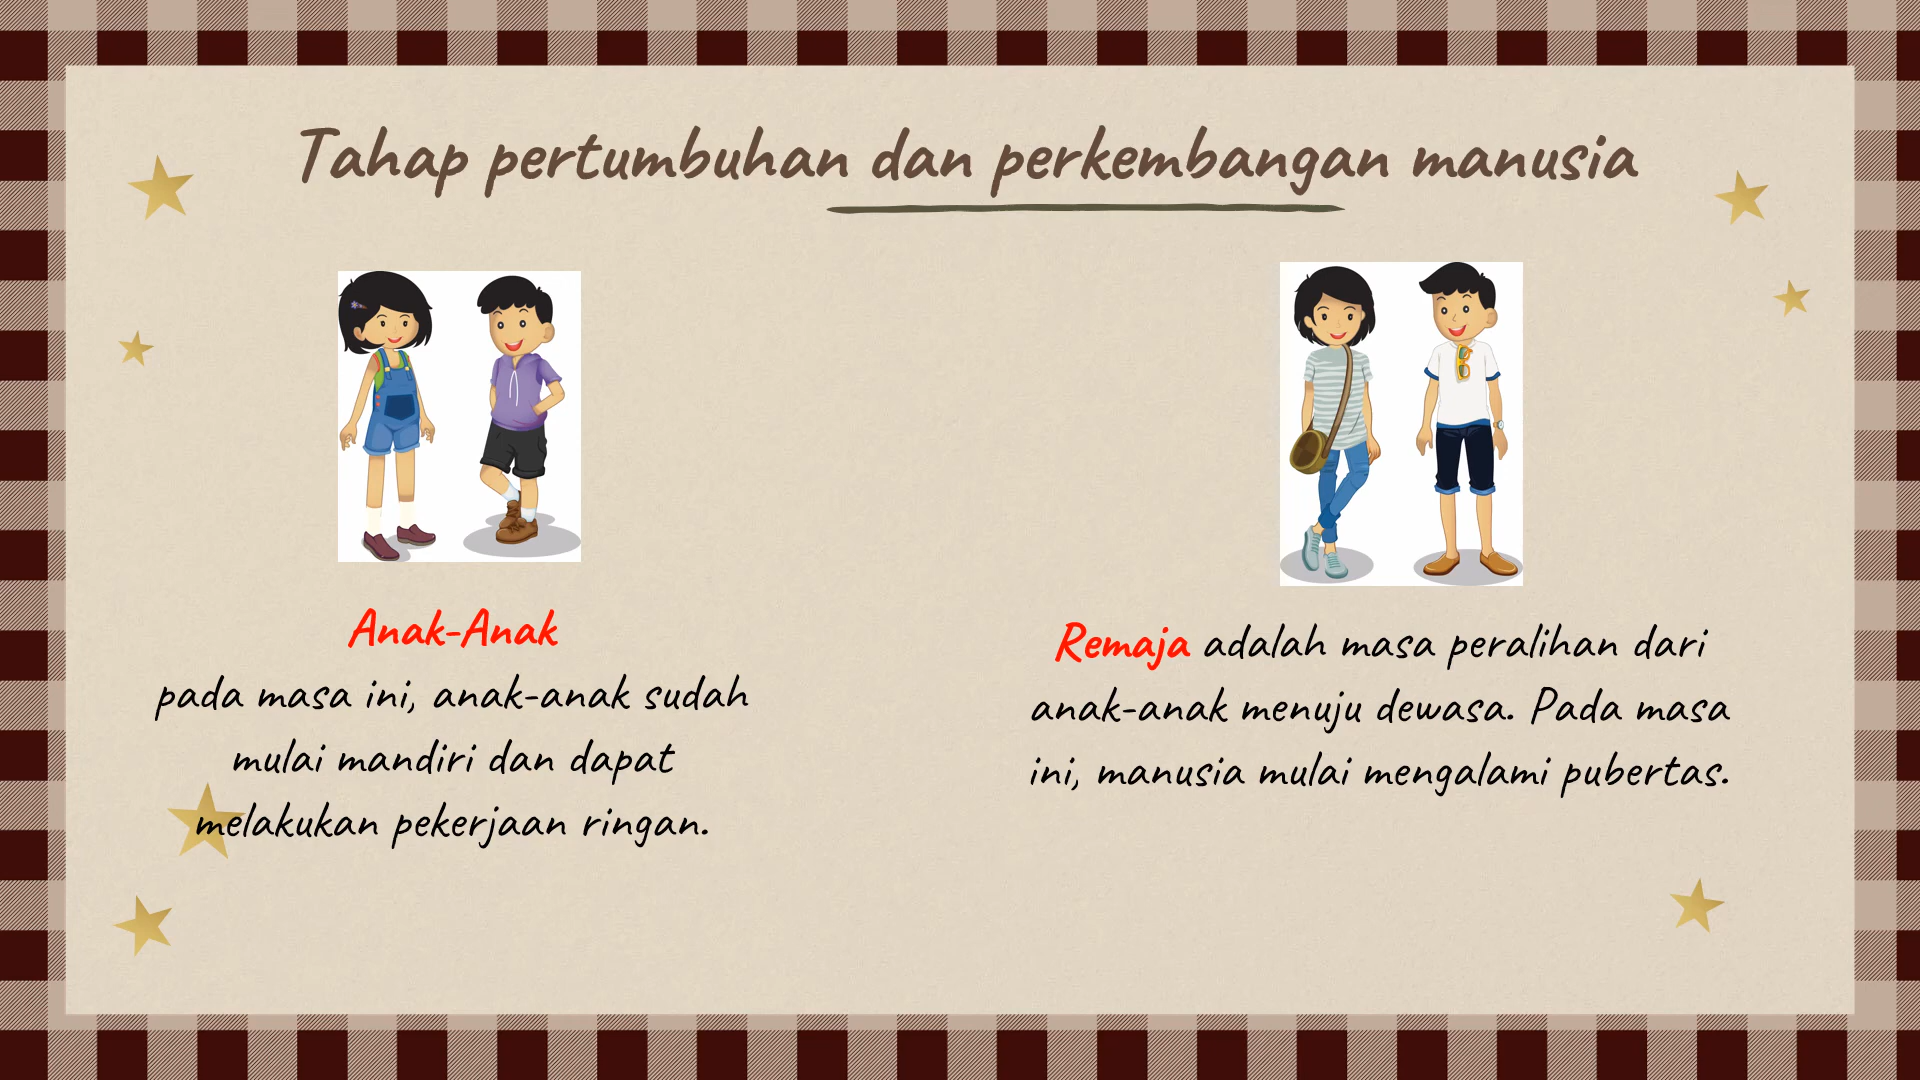 Tahap pertumbuhan dan perkembangan manusia
Anak-Anak
pada masa ini, anak-anak sudah
mulai mandiri dan dapat
melakukan pekerjaan ringan.
Remaja adalah masa peralihan dari
anak-anak menuju dewasa. Pada masa
ini, manusia mulai mengalami pubertas.